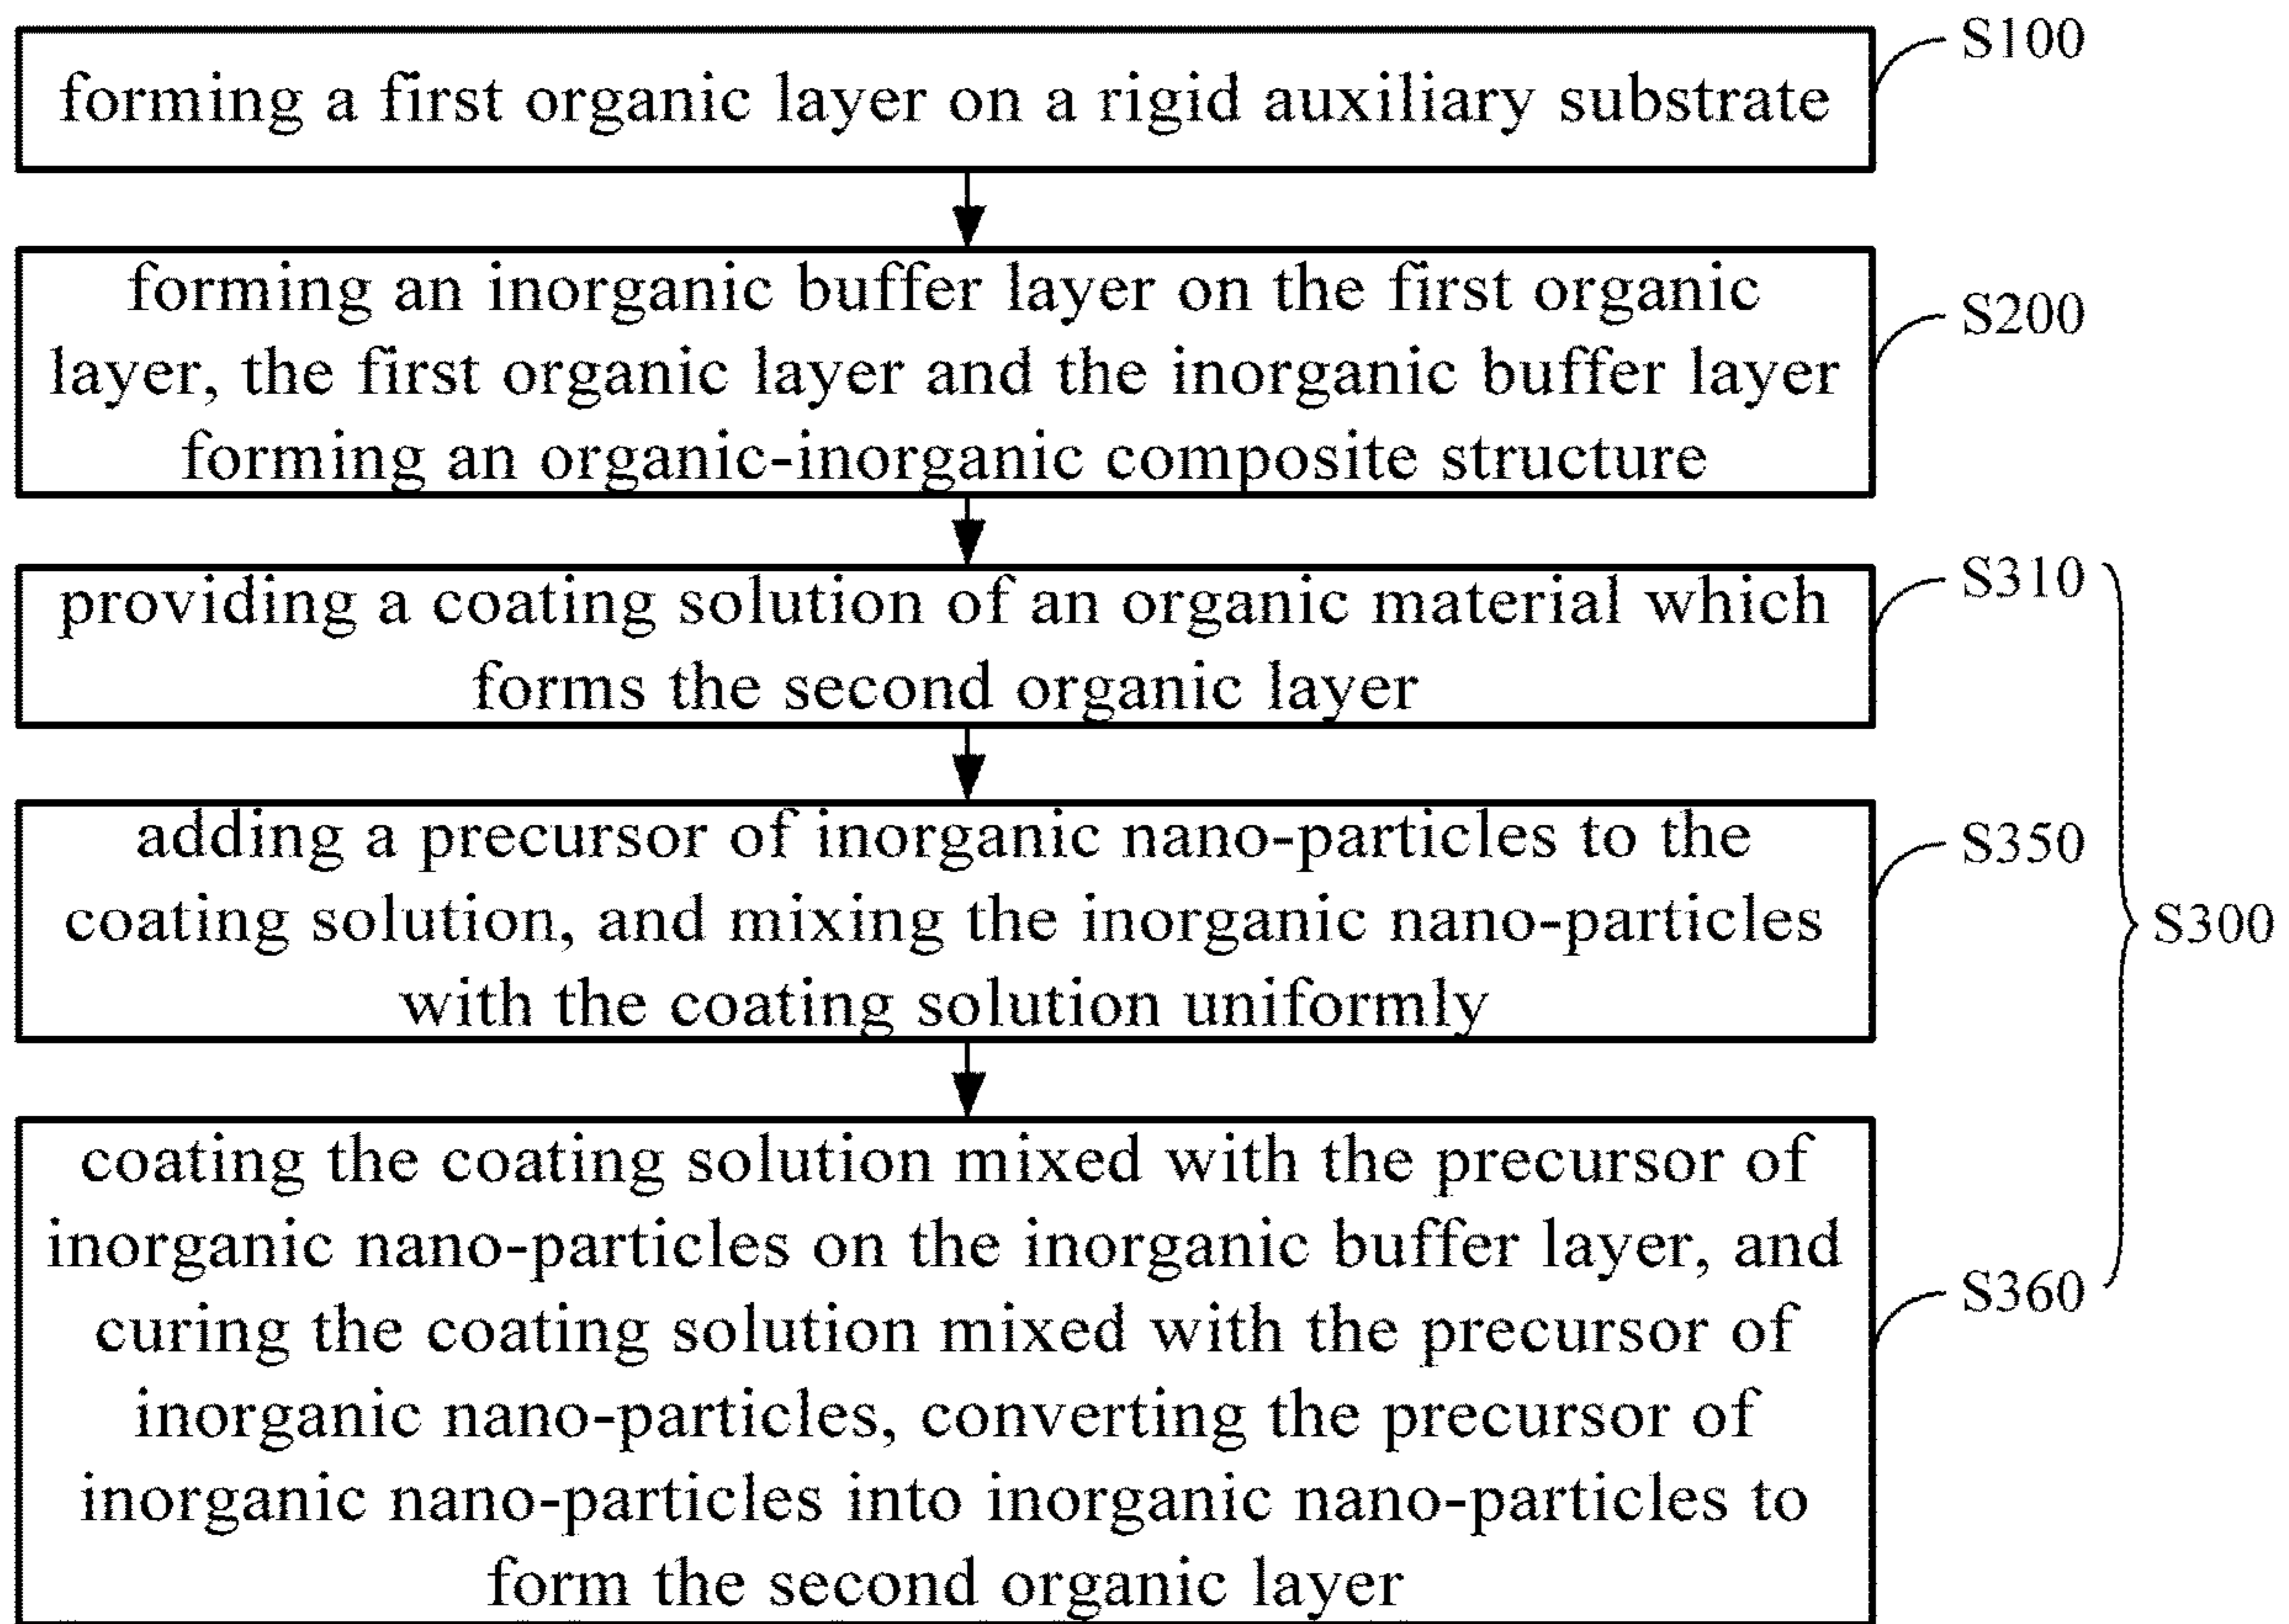 forming a first organic layer on a rigid auxiliary substrate
S100
forming an inorganic buffer layer on the first organic
layer, the first organic layer and the inorganic buffer layer
forming an organic-inorganic composite structure
S200
providing a coating solution of an organic material which
forms the second organic layer
S310
adding a precursor of inorganic nano-particles to the
coating solution, and mixing the inorganic nano-particles
with the coating solution uniformly
S350
S300
coating the coating solution mixed with the precursor of
inorganic nano-particles on the inorganic buffer layer, and
curing the coating solution mixed with the precursor of
inorganic nano-particles, converting the precursor of
inorganic nano-particles into inorganic nano-particles to
form the second organic layer
S360